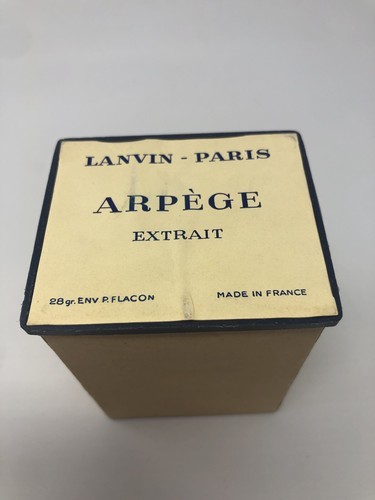 LANVIN - PARIS
ARPÈGE
EXTRAIT
28 gr. ENV P. FLACON MADE IN FRANCE